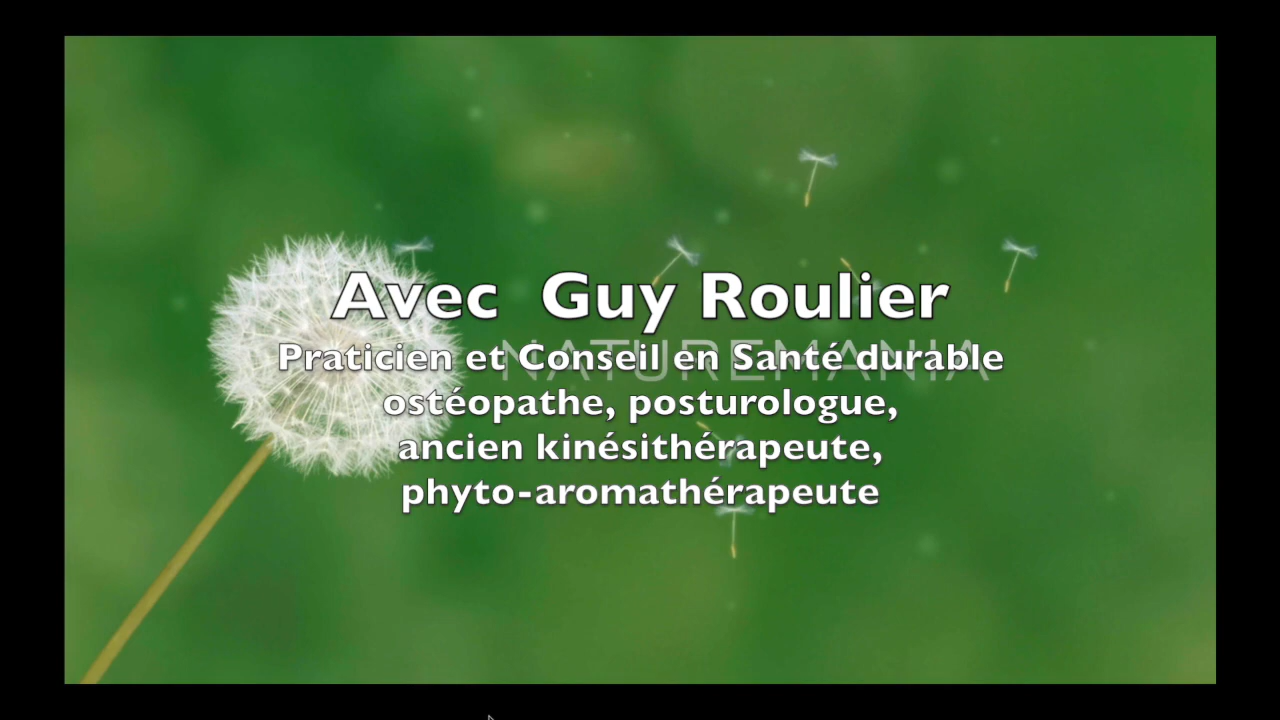 Avec Guy Roulier
NATUREMANIA
Praticien et Conseil en Santé durable
ostéopathe, posturologue,
ancien kinésithérapeute,
phyto-aromathérapeute